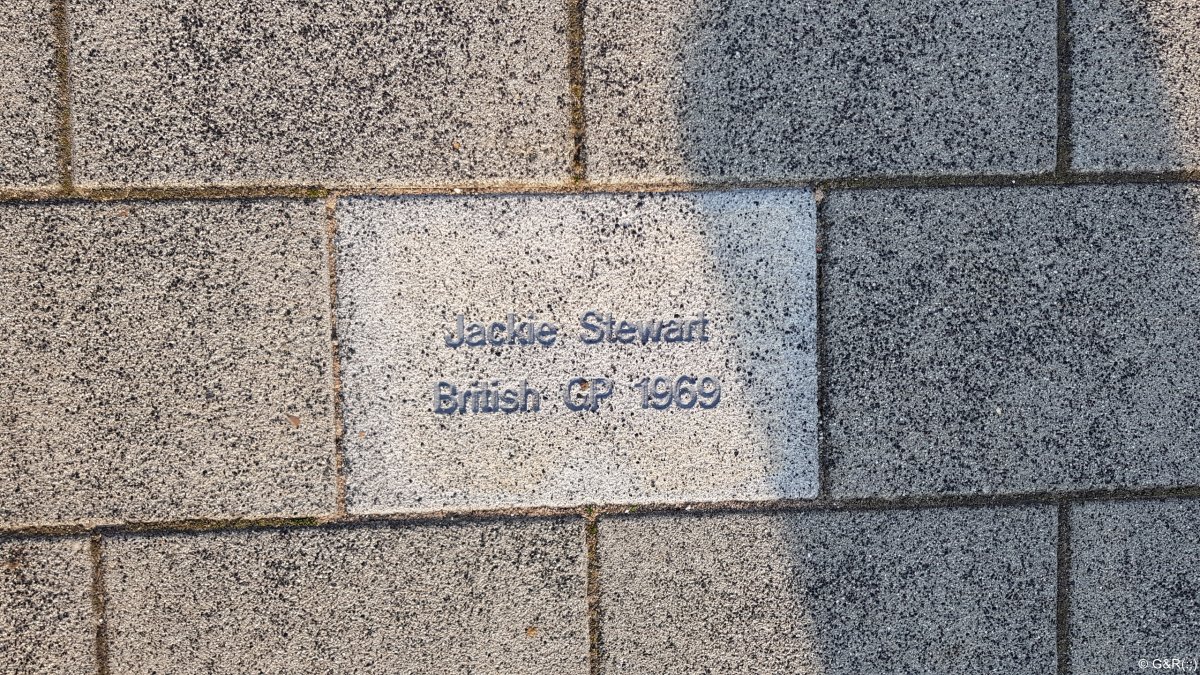 Jackie Stewart
British GP 1969
© G&R(;;)